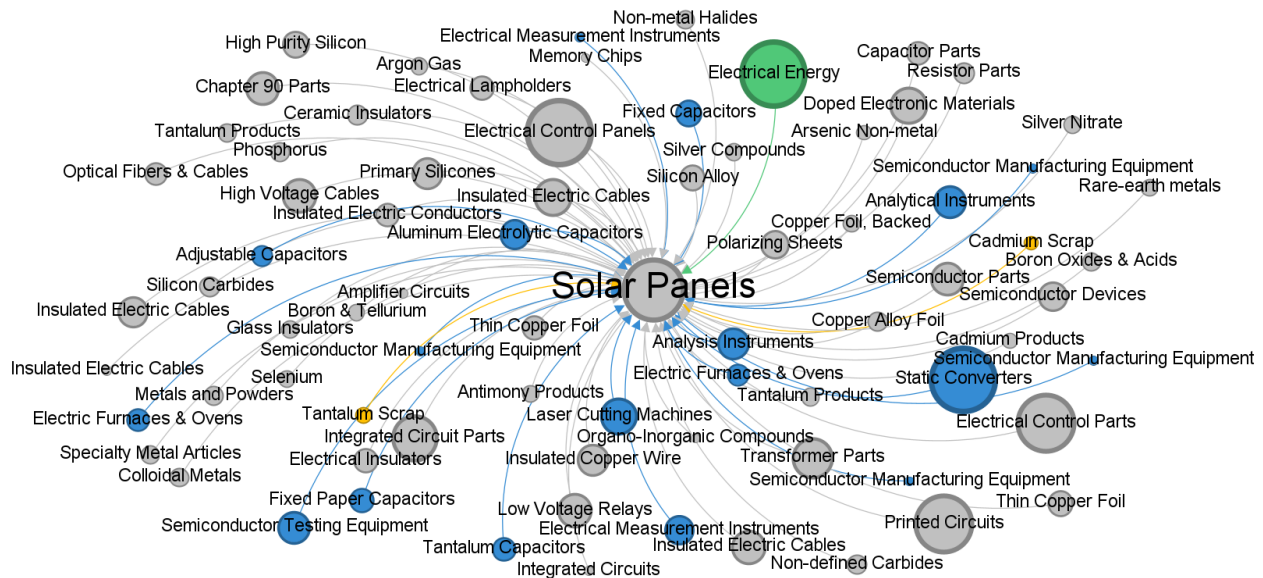 Non-metal Halides
Electrical Measurement Instruments
High Purity Silicon
Memory Chips
Capacitor Parts
Argon Gas
Electrical Energy
Resistor Parts
Chapter 90 Parts
Electrical Lampholders
Doped Electronic Materials
Ceramic Insulators
Fixed Capacitors
Silver Nitrate
Tantalum Products
Electrical Control Panels
Arsenic Non-metal
Phosphorus
Silver Compounds
Semiconductor Manufacturing Equipment
Optical Fibers & Cables
Primary Silicones
Silicon Alloy
Rare-earth metals
High Voltage Cables
Insulated Electric Cables
Analytical Instruments
Insulated Electric Conductors
Copper Foil, Backed
Aluminum Electrolytic Capacitors
Polarizing Sheets
Cadmium Scrap
Adjustable Capacitors
Boron Oxides & Acids
Semiconductor Parts
Silicon Carbides
Solar Panels
Amplifier Circuits
Semiconductor Devices
Insulated Electric Cables
Boron & Tellurium
Copper Alloy Foil
Glass Insulators
Thin Copper Foil
Cadmium Products
Analysis Instruments
Semiconductor Manufacturing Equipment
Semiconductor Manufacturing Equipment
Insulated Electric Cables
Electric Furnaces & Ovens
Selenium
Static Converters
Metals and Powders
Antimony Products
Tantalum Products
Electric Furnaces & Ovens
Tantalum Scrap
Laser Cutting Machines
Electrical Control Parts
Integrated Circuit Parts
Organo-Inorganic Compounds
Specialty Metal Articles
Electrical Insulators
Insulated Copper Wire
Transformer Parts
Colloidal Metals
Semiconductor Manufacturing Equipment
Fixed Paper Capacitors
Thin Copper Foil
Low Voltage Relays
Semiconductor Testing Equipment
Electrical Measurement Instruments
Printed Circuits
Tantalum Capacitors
Insulated Electric Cables
Integrated Circuits
Non-defined Carbides